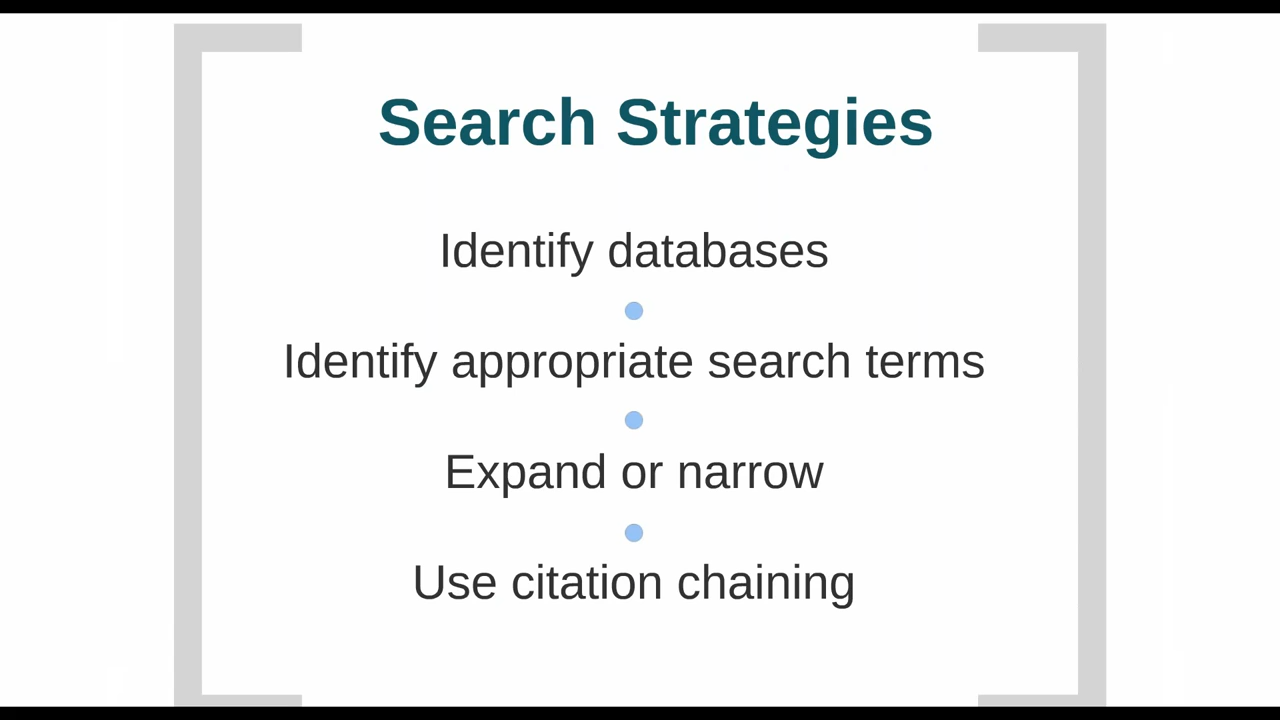 Search Strategies
Identify databases
Identify appropriate search terms
Expand or narrow
Use citation chaining